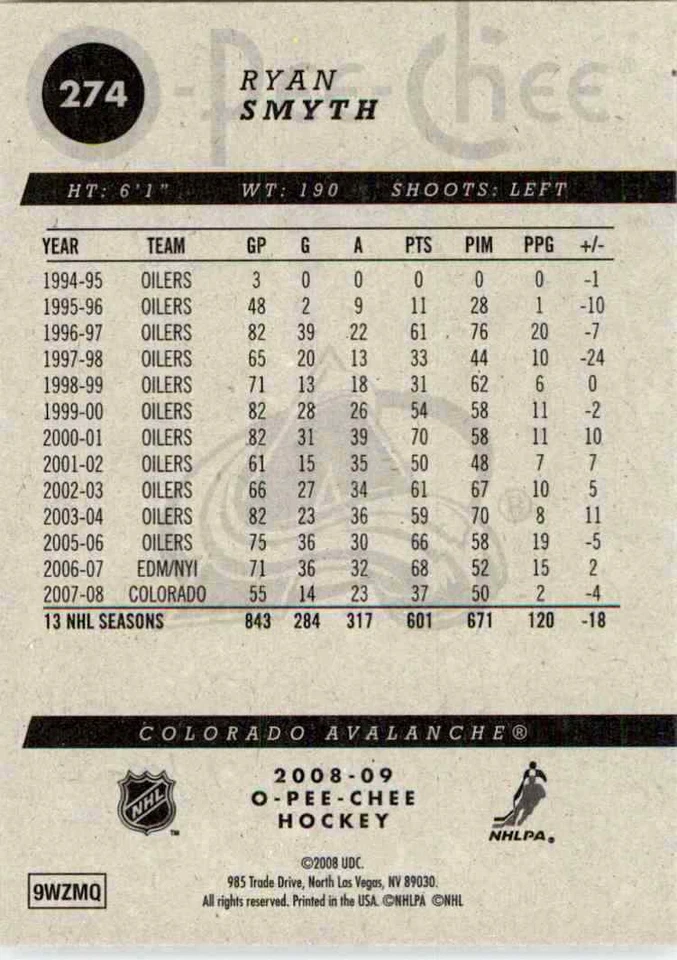 O-Pee-Chee
274
RYAN
SMYTH
HT: 6'1" WT: 190 SHOOTS: LEFT
YEAR TEAM GP G A PTS PIM PPG +/-
1994-95 OILERS 3 0 0 0 0 0 -1
1995-96 OILERS 48 2 9 11 28 1 -10
1996-97 OILERS 82 39 22 61 76 20 -7
1997-98 OILERS 65 20 13 33 44 10 -24
1998-99 OILERS 71 13 18 31 62 6 0
1999-00 OILERS 82 28 26 54 58 11 -2
2000-01 OILERS 82 31 39 70 58 11 10
2001-02 OILERS 61 15 35 50 48 7 7
2002-03 OILERS 66 27 34 61 67 10 5
2003-04 OILERS 82 23 36 59 70 8 11
2005-06 OILERS 75 36 30 66 58 19 -5
2006-07 EDM/NYI 71 36 32 68 52 15 2
2007-08 COLORADO 55 14 23 37 50 2 -4
13 NHL SEASONS 843 284 317 601 671 120 -18
COLORADO AVALANCHE®
NHL ™
2008-09
O-PEE-CHEE
HOCKEY
NHLPA®
©2008 UDC.
985 Trade Drive, North Las Vegas, NV 89030.
All rights reserved. Printed in the USA. ©NHLPA ©NHL
9WZMQ